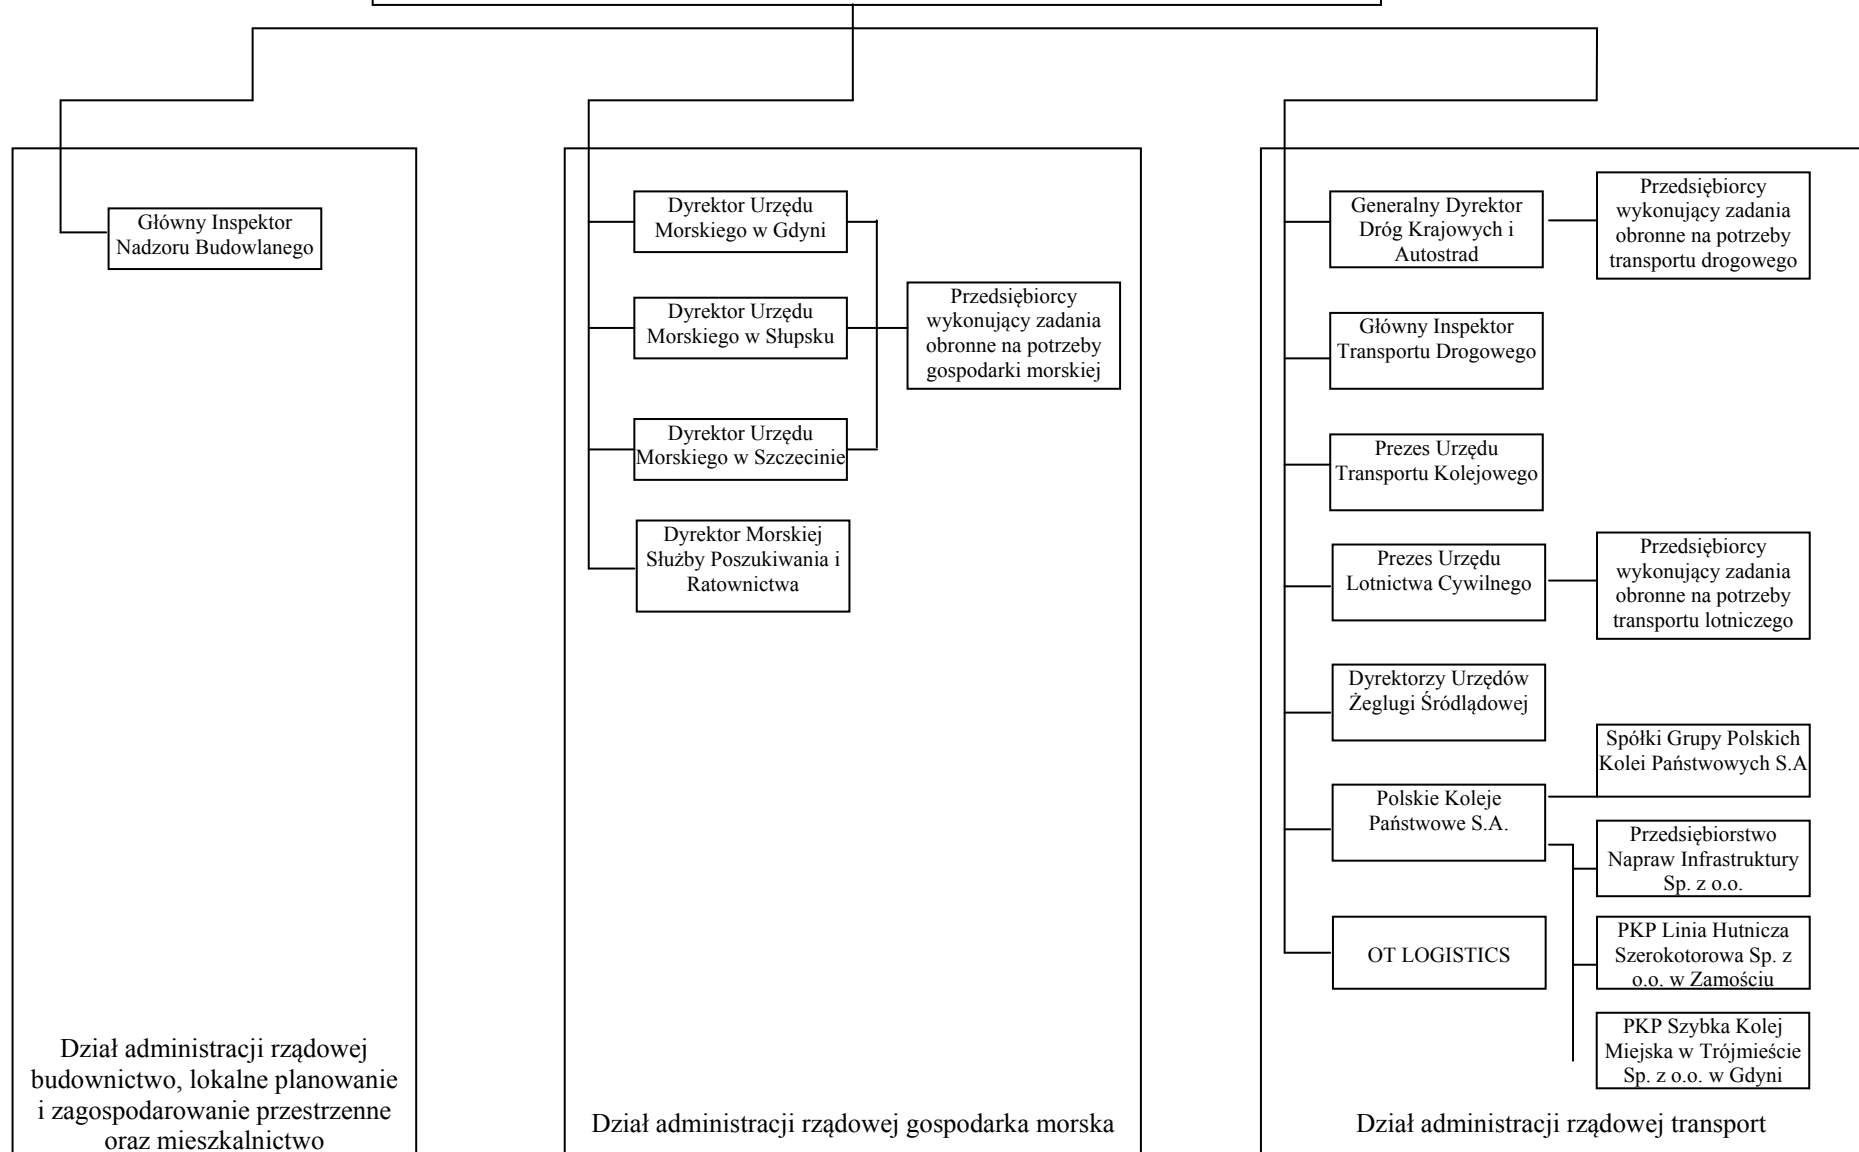 Główny Inspektor
Nadzoru Budowlanego
Dział administracji rządowej
budownictwo, lokalne planowanie
i zagospodarowanie przestrzenne
oraz mieszkalnictwo
Dyrektor Urzędu
Morskiego w Gdyni
Dyrektor Urzędu
Morskiego w Słupsku
Dyrektor Urzędu
Morskiego w Szczecinie
Dyrektor Morskiej
Służby Poszukiwania i
Ratownictwa
Przedsiębiorcy
wykonujący zadania
obronne na potrzeby
gospodarki morskiej
Dział administracji rządowej gospodarka morska
Generalny Dyrektor
Dróg Krajowych i
Autostrad
Przedsiębiorcy
wykonujący zadania
obronne na potrzeby
transportu drogowego
Główny Inspektor
Transportu Drogowego
Prezes Urzędu
Transportu Kolejowego
Prezes Urzędu
Lotnictwa Cywilnego
Przedsiębiorcy
wykonujący zadania
obronne na potrzeby
transportu lotniczego
Dyrektorzy Urzędów
Żeglugi Śródlądowej
Polskie Koleje
Państwowe S.A.
Spółki Grupy Polskich
Kolei Państwowych S.A
Przedsiębiorstwo
Napraw Infrastruktury
Sp. z o.o.
PKP Linia Hutnicza
Szerokotorowa Sp. z
o.o. w Zamościu
PKP Szybka Kolej
Miejska w Trójmieście
Sp. z o.o. w Gdyni
OT LOGISTICS
Dział administracji rządowej transport